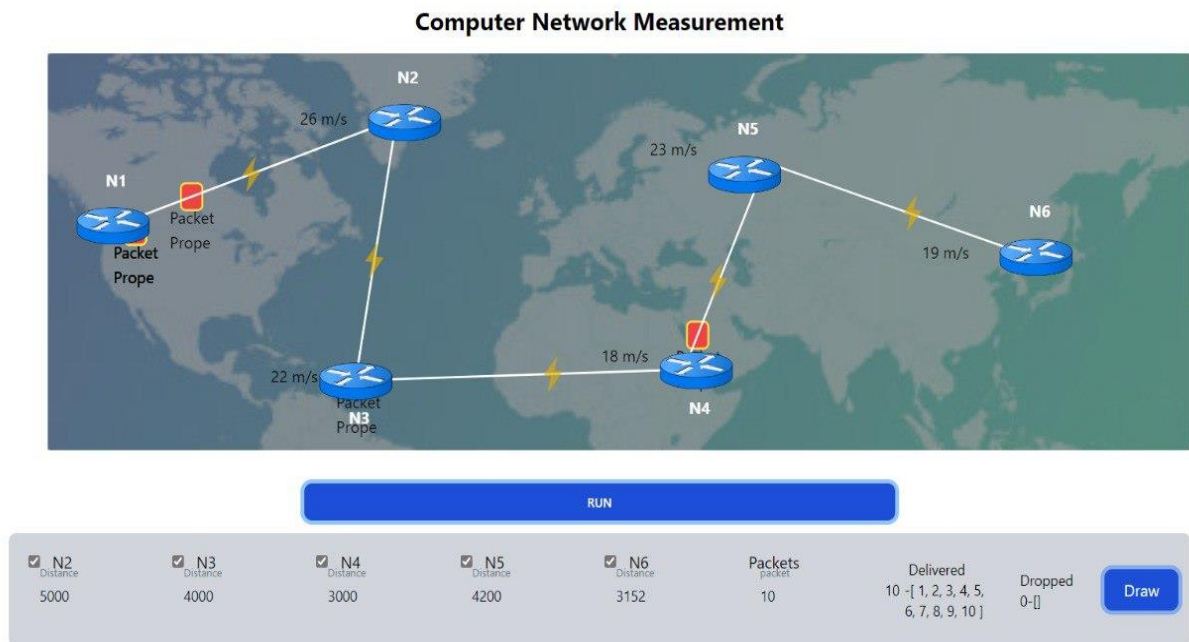 Computer Network Measurement
N2
26 m/s
N5
23 m/s
N1
Packet
Prope
Packet
Prope
N6
19 m/s
18 m/s
22 m/s
Packet
N3
Prope
N4
RUN
N2
Distance
5000
N3
Distance
4000
N4
Distance
3000
N5
Distance
4200
N6
Distance
3152
Packets
packet
10
Delivered
10 -[ 1, 2, 3, 4, 5,
6, 7, 8, 9, 10 ]
Dropped
0-[]
Draw